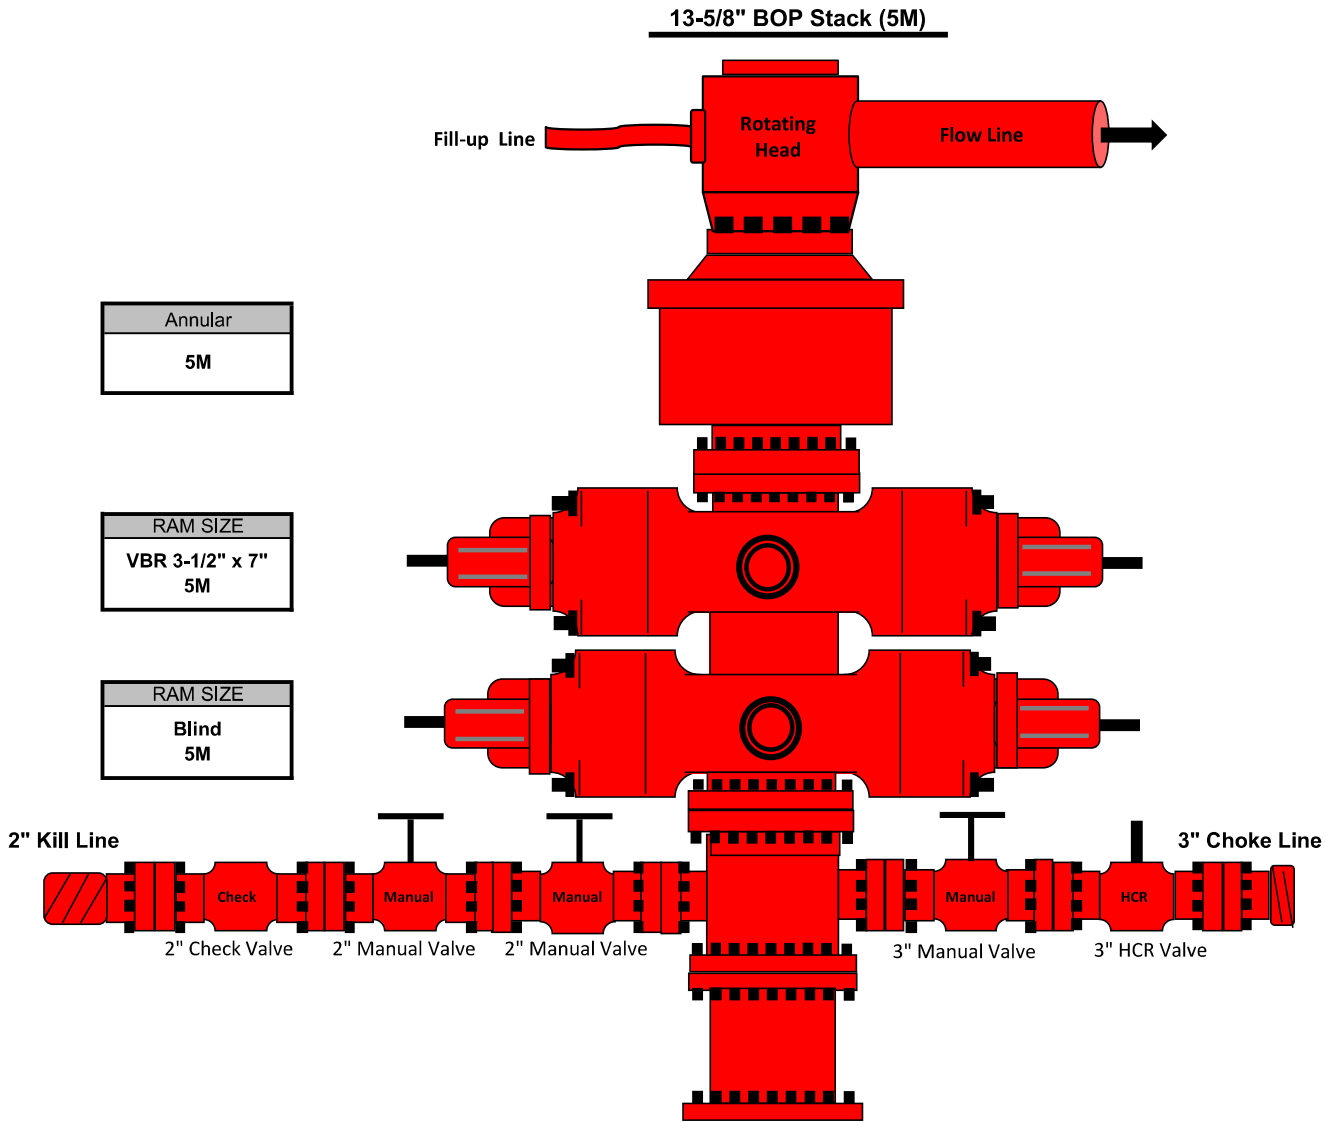 13-5/8" BOP Stack (5M)
Rotating
Head
Fill-up Line
Flow Line
Annular
5M
RAM SIZE
VBR 3-1/2" x 7"
5M
RAM SIZE
Blind
5M
2" Kill Line
3" Choke Line
Check
Manual
Manual
Manual
HCR
2" Check Valve
2" Manual Valve
2" Manual Valve
3" Manual Valve
3" HCR Valve